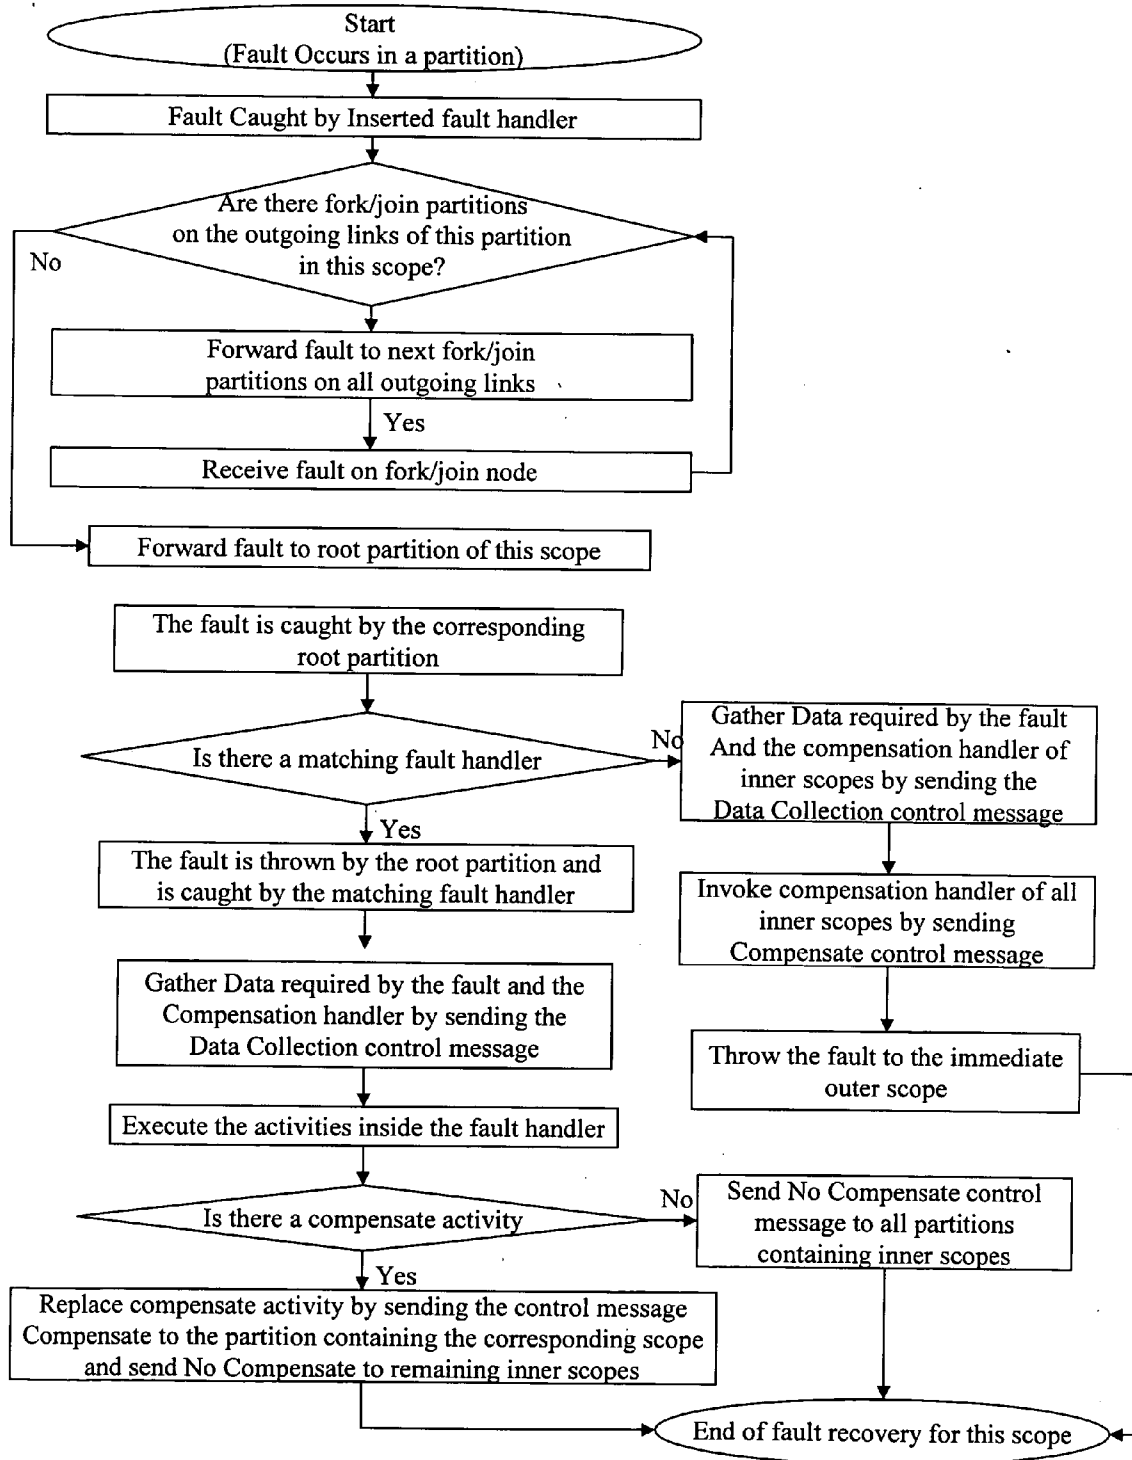 Start
(Fault Occurs in a partition)
Fault Caught by Inserted fault handler
Are there fork/join partitions
on the outgoing links of this partition
in this scope?
No
Forward fault to next fork/join
partitions on all outgoing links
Yes
Receive fault on fork/join node
Forward fault to root partition of this scope
The fault is caught by the corresponding
root partition
Is there a matching fault handler
No
Gather Data required by the fault
And the compensation handler of
inner scopes by sending the
Data Collection control message
Yes
The fault is thrown by the root partition and
is caught by the matching fault handler
Invoke compensation handler of all
inner scopes by sending
Compensate control message
Gather Data required by the fault and the
Compensation handler by sending the
Data Collection control message
Throw the fault to the immediate
outer scope
Execute the activities inside the fault handler
Is there a compensate activity
No
Send No Compensate control
message to all partitions
containing inner scopes
Yes
Replace compensate activity by sending the control message
Compensate to the partition containing the corresponding scope
and send No Compensate to remaining inner scopes
End of fault recovery for this scope